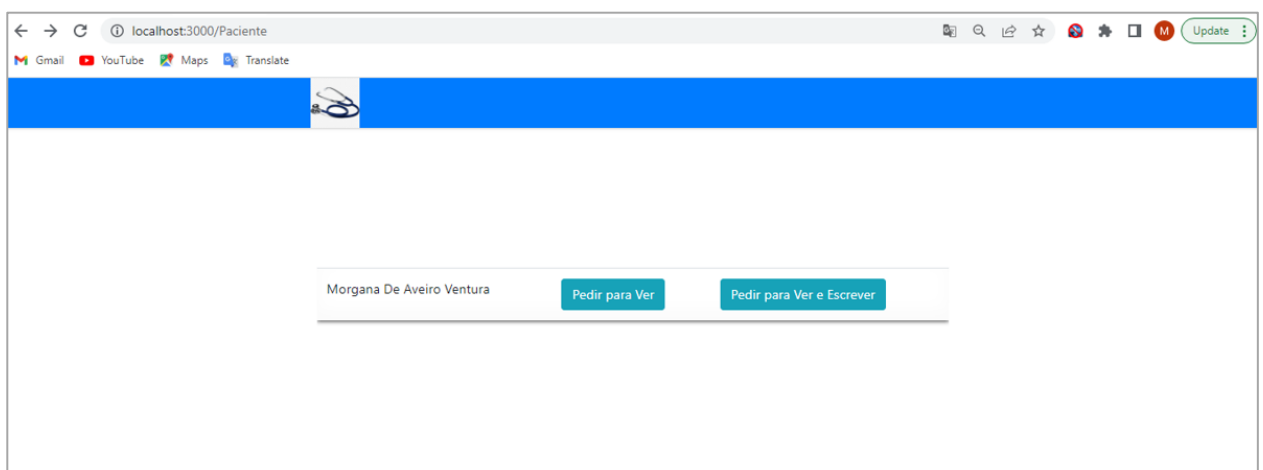 localhost:3000/Paciente
M
Update
Gmail YouTube Maps Translate
Morgana De Aveiro Ventura Pedir para Ver Pedir para Ver e Escrever